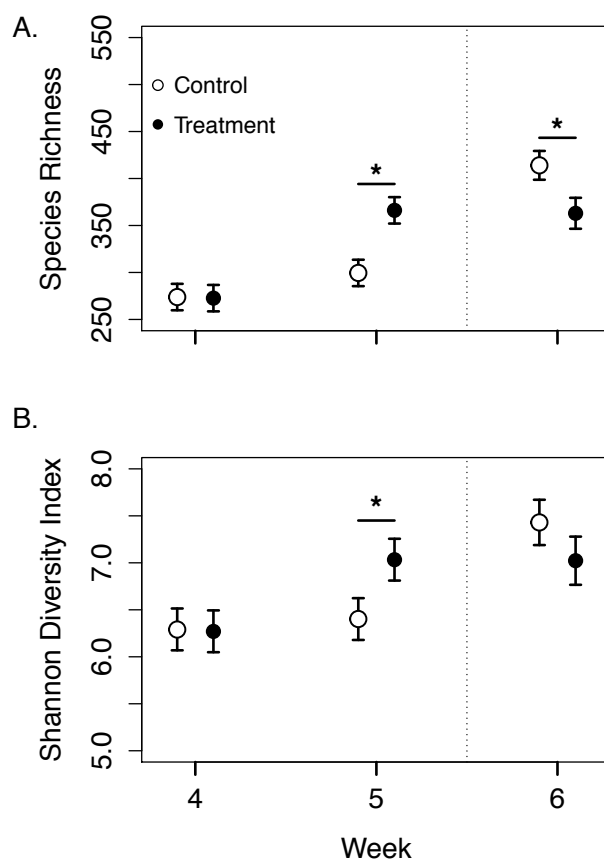 A.
Species Richness
550
450
350
250
Control
Treatment
*
*
B.
Shannon Diversity Index
8.0
7.0
6.0
5.0
*
4 5 6
Week